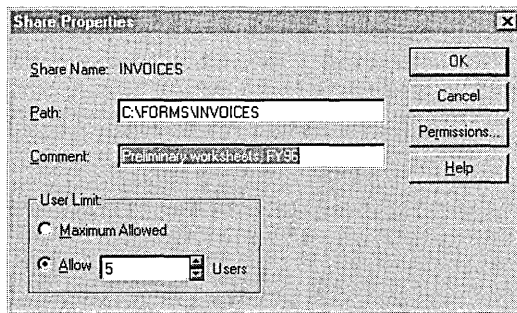 Share Properties
Share Name: INVOICES
Path: C:\FORMS\INVOICES
Comment: Preliminary worksheets, FY96
User Limit:
Maximum Allowed
Allow 5 Users
OK
Cancel
Permissions...
Help